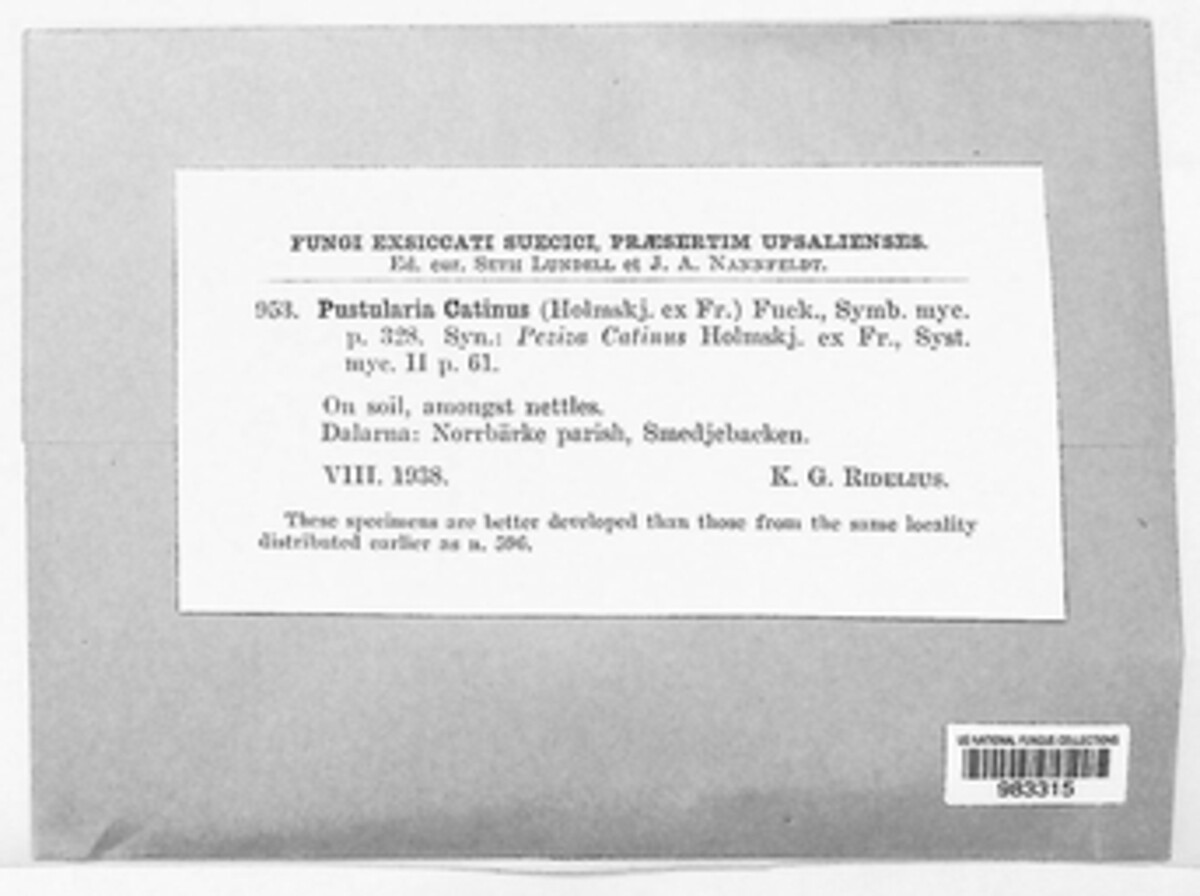 FUNGI EXSICCATI SUECICI, PRÆSERTIM UPSALIENSES.
Ed. cur. SETH LUNDELL et J. A. NANNFELDT.
953. Pustularia Catinus (Holmskj. ex Fr.) Fuck., Symb. myc.
p. 328. Syn.: Peziza Catinus Holmskj. ex Fr., Syst.
myc. II p. 61.
On soil, amongst nettles.
Dalarna: Norrbärke parish, Smedjebacken.
VIII. 1938. K. G. RIDELIUS.
These specimens are better developed than those from the same locality
distributed earlier as n. 596.
US NATIONAL FUNGUS COLLECTIONS
983315